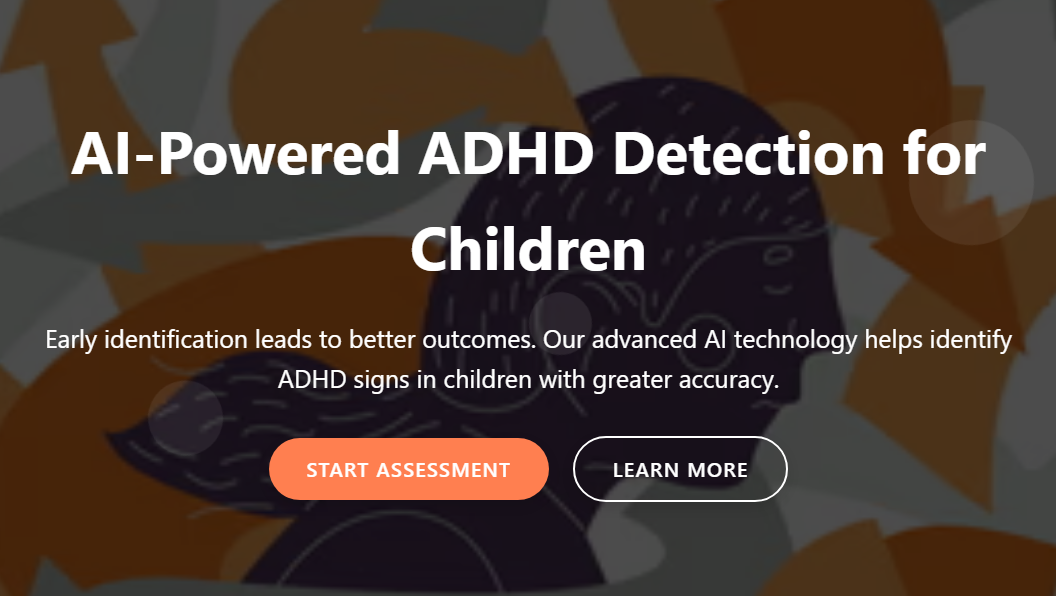 AI-Powered ADHD Detection for
Children
Early identification leads to better outcomes. Our advanced AI technology helps identify
ADHD signs in children with greater accuracy.
START ASSESSMENT
LEARN MORE